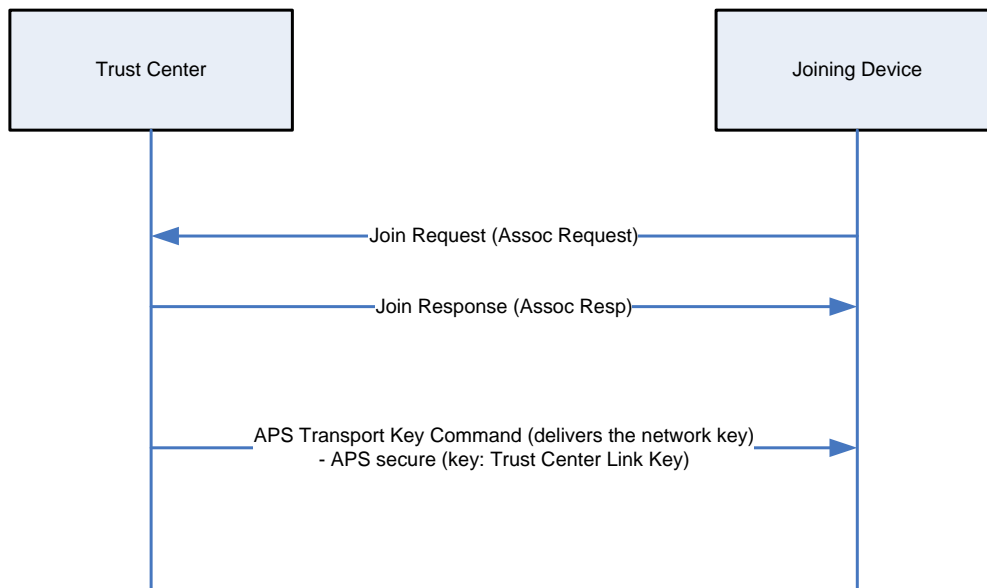 Trust Center
Joining Device
Join Request (Assoc Request)
Join Response (Assoc Resp)
APS Transport Key Command (delivers the network key)
- APS secure (key: Trust Center Link Key)